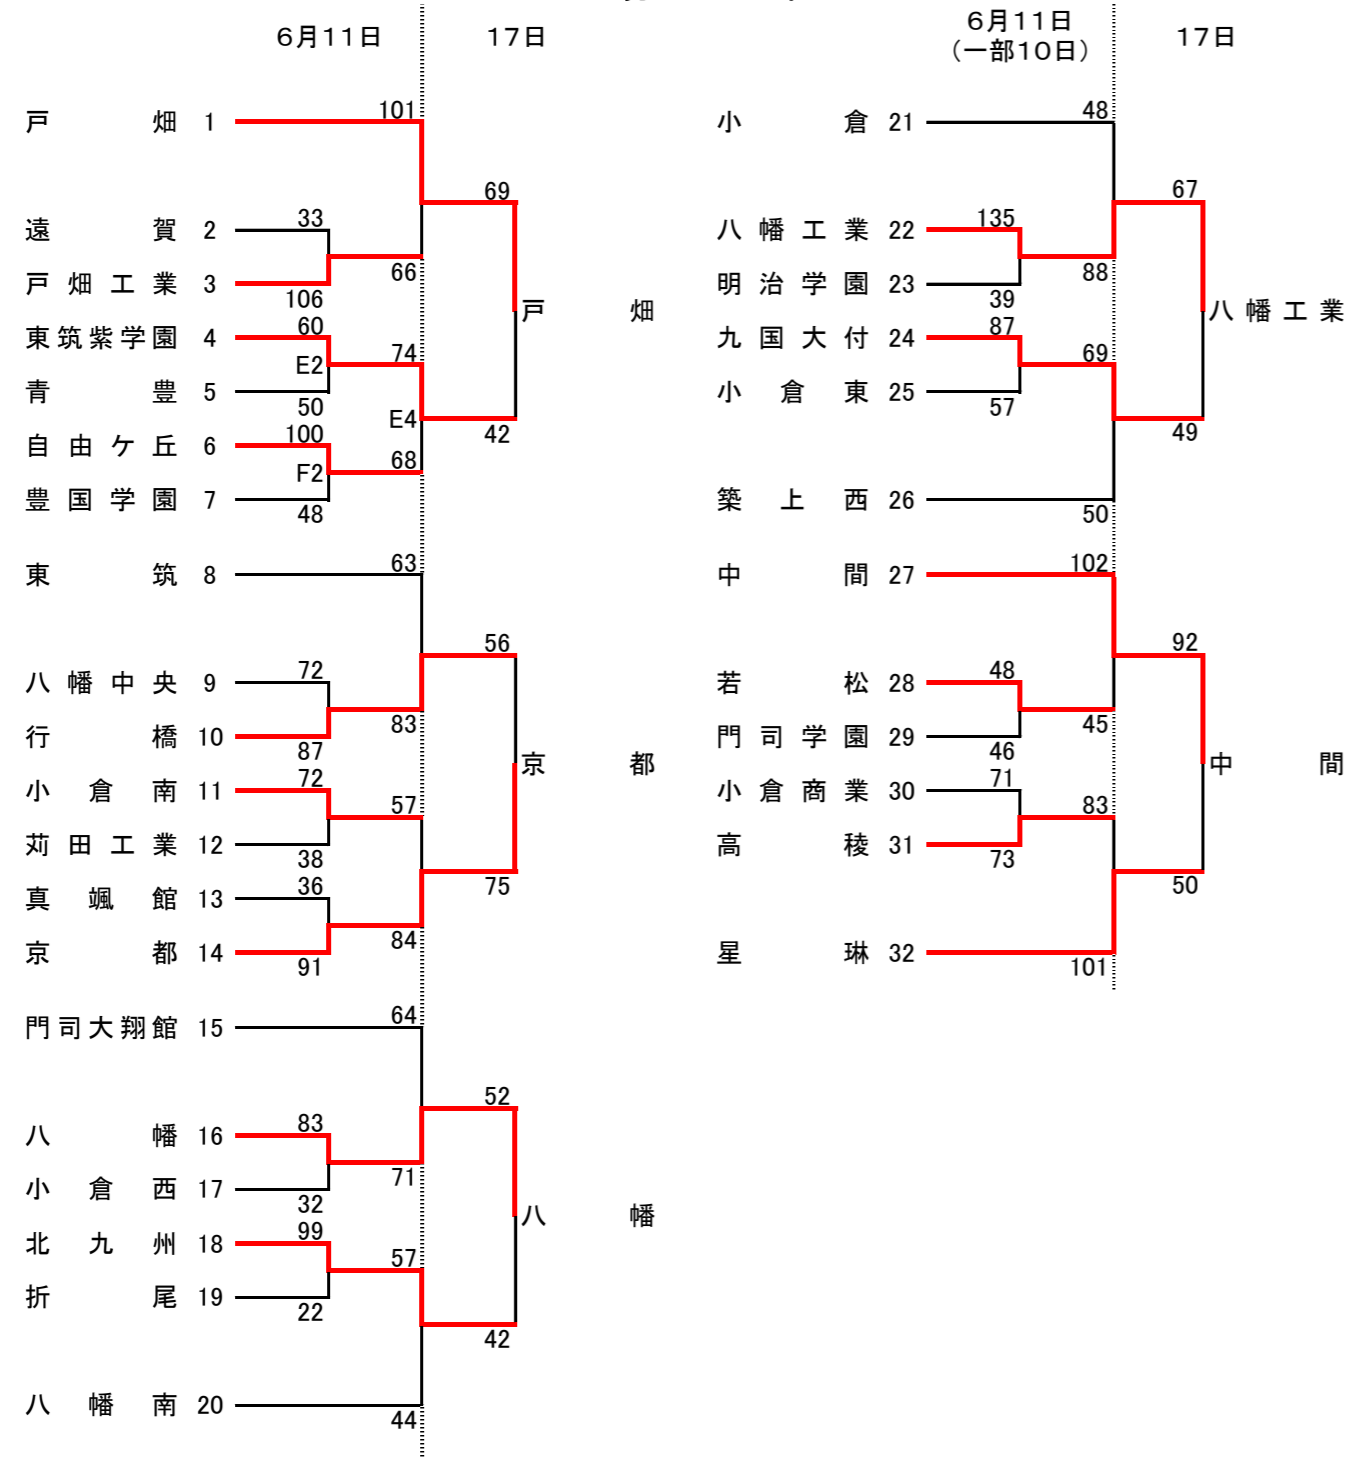 6月11日 17日
戸畑 1 101
69
遠賀 2 33
戸畑工業 3 106 66
戸畑
東筑紫学園 4 60
E2 74
青豊 5 50
E4 42
自由ケ丘 6 100
F2 68
豊国学園 7 48
東筑 8 63
56
八幡中央 9 72
行橋 10 87 83
京都
小倉南 11 72
57
苅田工業 12 38
真颯館 13 36
75
京都 14 91 84
門司大翔館 15 64
52
八幡 16 83
71
小倉西 17 32
八幡
北九州 18 99
57
折尾 19 22
42
八幡南 20 44
6月11日 17日
(一部10日)
小倉 21 48
67
八幡工業 22 135
88
明治学園 23 39
八幡工業
九国大付 24 87
69
小倉東 25 57
49
築上西 26 50
中間 27 102
92
若松 28 48
45
門司学園 29 46
中間
小倉商業 30 71
83
高稜 31 73
50
星琳 32 101